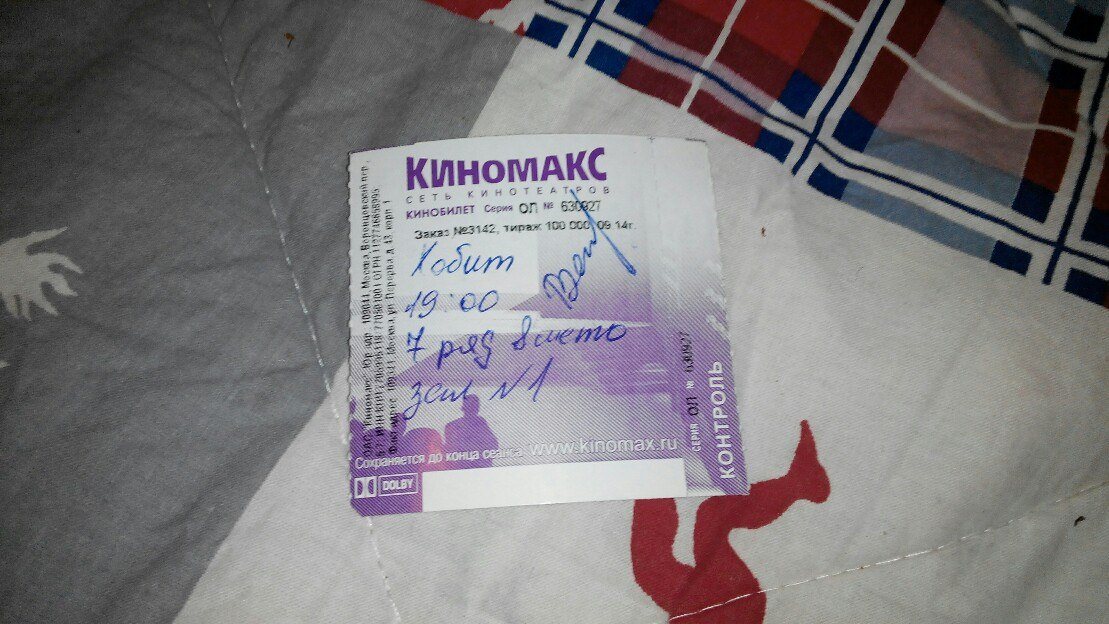 КИНОМАКС
СЕТЬ КИНОТЕАТРОВ
КИНОБИЛЕТ Серия ОЛ № 630927
Заказ №3142, тираж 100 000, 09.14г.
Хобит
19:00
7 ряд 8 место
зал №1
Сохраняется до конца сеанса www.kinomax.ru
DOLBY
СЕРИЯ ОЛ № 630927
КОНТРОЛЬ